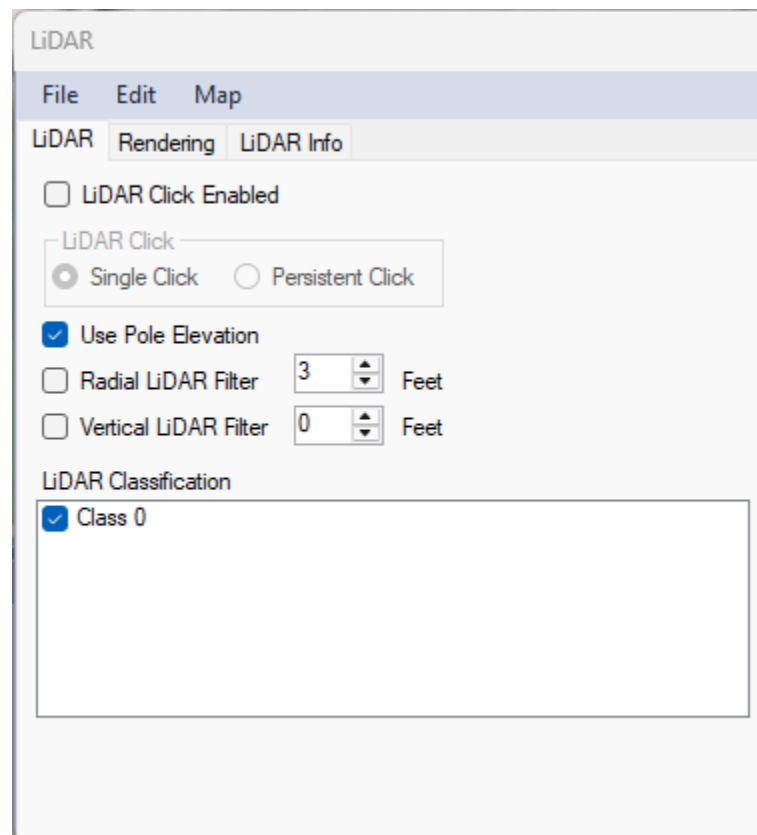 LiDAR
File Edit Map
LiDAR Rendering LiDAR Info
LiDAR Click Enabled
LiDAR Click
Single Click Persistent Click
Use Pole Elevation
Radial LiDAR Filter 3 Feet
Vertical LiDAR Filter 0 Feet
LiDAR Classification
Class 0